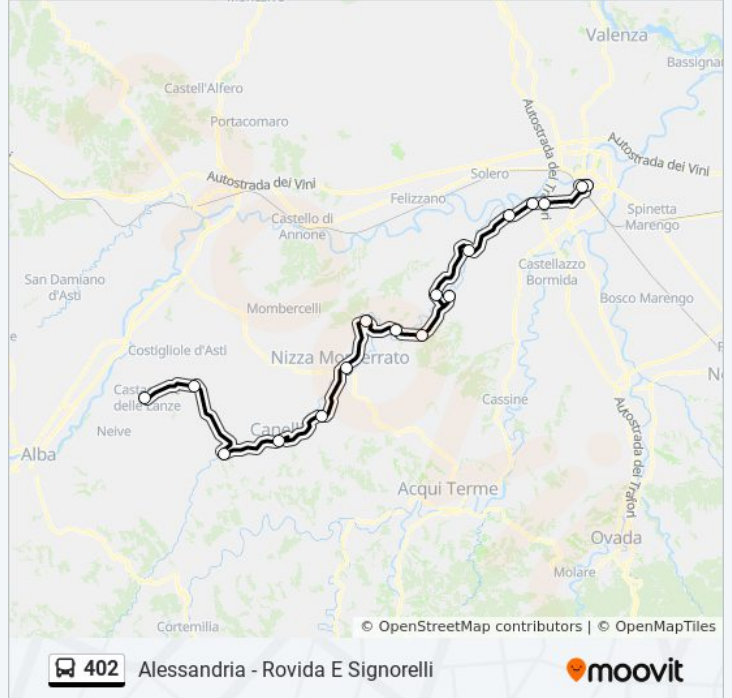 Valenza
Bassigna
Castell'Alfero
Portacomaro
Autostrada dei Trafori
Autostrada dei Vini
Solero
Autostrada dei Vini
Felizzano
Spinetta
Marengo
Castello di
Annone
Castellazzo
Bormida
San Damiano
d'Asti
Bosco Marengo
Mombercelli
Costigliole d'Asti
Nizza Monferrato
Casta
delle Lanze
Cassine
Neive
Canelli
Alba
Autostrada dei Trafori
Acqui Terme
Ovada
Molare
Cortemilia
© OpenStreetMap contributors | © OpenMapTiles
402 Alessandria - Rovida E Signorelli
moovit